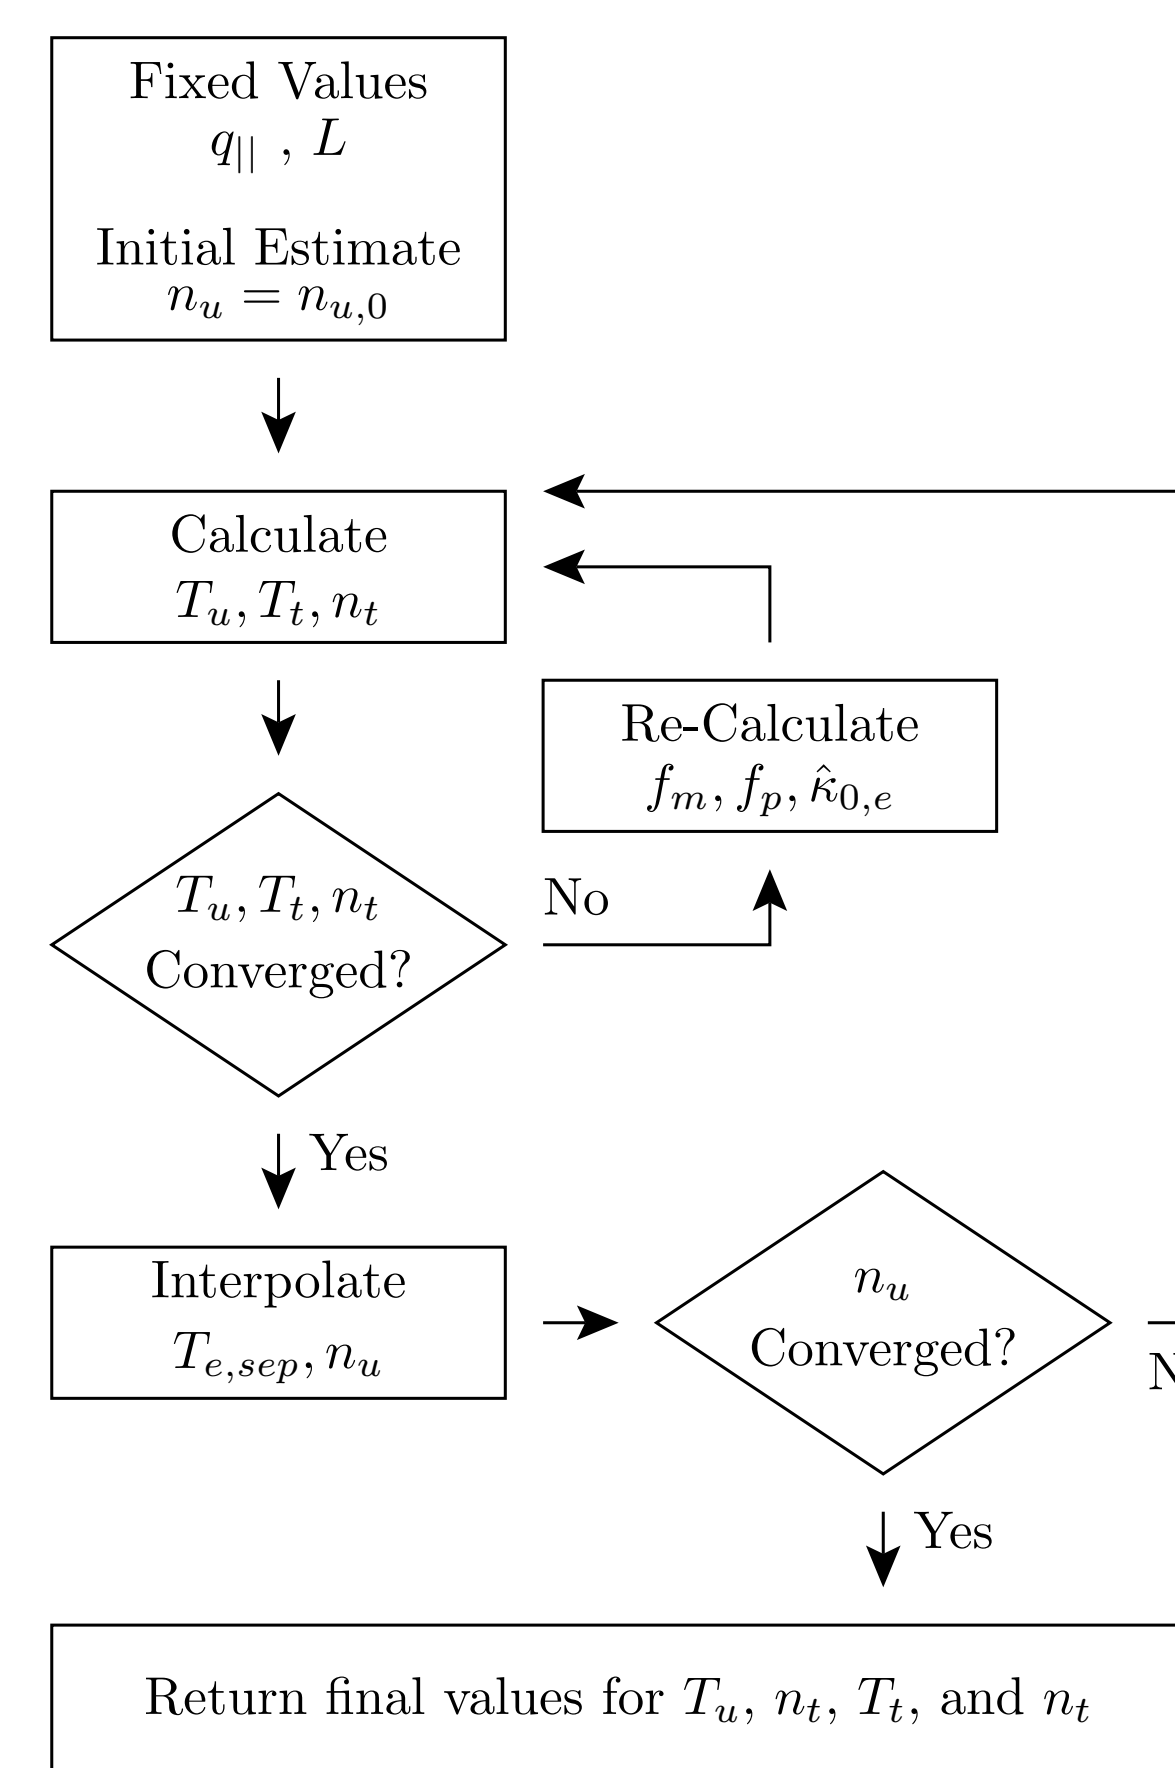 Fixed Values
q_{||} , L
Initial Estimate
n_u = n_{u,0}
Calculate
T_u, T_t, n_t
Re-Calculate
f_m, f_p, κ̂_{0,e}
T_u, T_t, n_t
Converged?
No
Yes
Interpolate
T_{e,sep}, n_u
n_u
Converged?
Yes
Return final values for T_u, n_t, T_t, and n_t